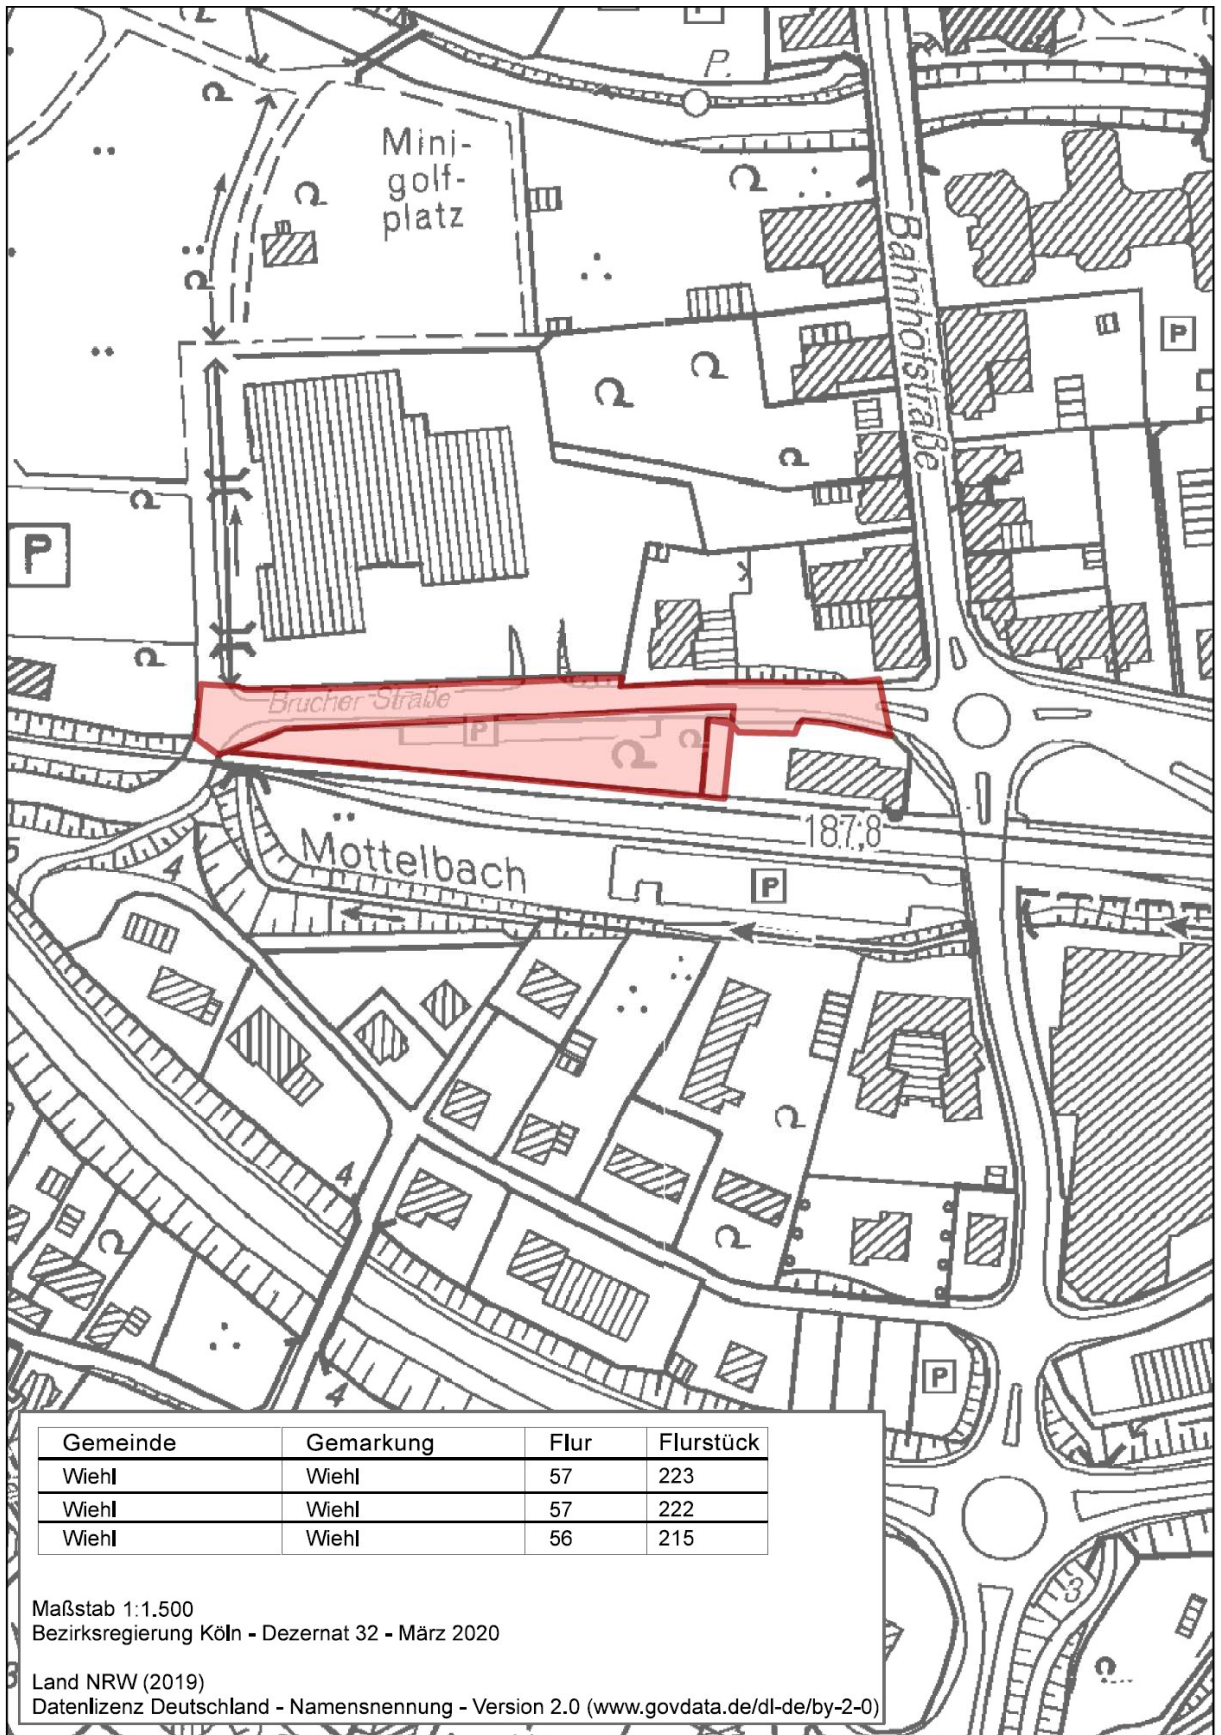 P
P.
Mini-
golf-
platz
Bahnhofstraße
P
P
Brucher Straße
P
187,8
Mottelbach
P
5
4
4
4
P
Gemeinde Gemarkung Flur Flurstück
Wiehl Wiehl 57 223
Wiehl Wiehl 57 222
Wiehl Wiehl 56 215
Maßstab 1:1.500
Bezirksregierung Köln - Dezernat 32 - März 2020
Land NRW (2019)
Datenlizenz Deutschland - Namensnennung - Version 2.0 (www.govdata.de/dl-de/by-2-0)
3
3